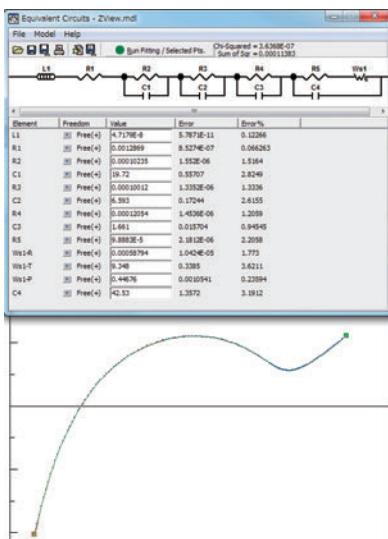 Equivalent Circuits - ZView.mdl
File Model Help
Run Fitting / Selected Pts. Chi-Squared = 3.6368E-07
Sum of Sqr = 0.00011383
L1 R1 R2 R3 R4 R5 Ws1
C1 C2 C3 C4
Element Freedom Value Error Error%
L1 Free(+) 4.7179E-8 5.7871E-11 0.12266
R1 Free(+) 0.0012869 8.5274E-07 0.066263
R2 Free(+) 0.00010235 1.552E-06 1.5164
C1 Free(+) 19.72 0.55707 2.8249
R3 Free(+) 0.00010012 1.3352E-06 1.3336
C2 Free(+) 6.593 0.17244 2.6155
R4 Free(+) 0.00012054 1.4536E-06 1.2059
C3 Free(+) 1.661 0.015704 0.94545
R5 Free(+) 9.8883E-5 2.1812E-06 2.2058
Ws1-R Free(+) 0.00058794 1.0424E-05 1.773
Ws1-T Free(+) 9.348 0.3385 3.6211
Ws1-P Free(+) 0.44676 0.0010541 0.23594
C4 Free(+) 42.53 1.3572 3.1912